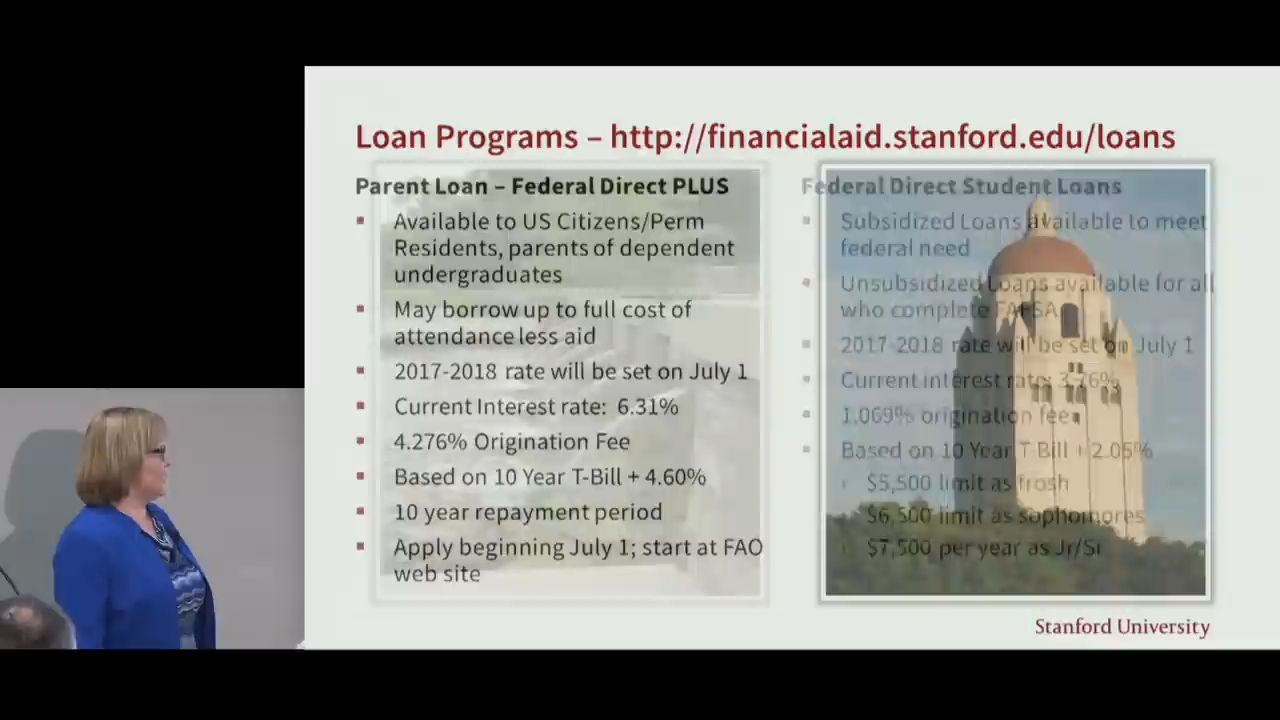 Loan Programs – http://financialaid.stanford.edu/loans
Parent Loan – Federal Direct PLUS
Available to US Citizens/Perm
Residents, parents of dependent
undergraduates
May borrow up to full cost of
attendance less aid
2017-2018 rate will be set on July 1
Current Interest rate: 6.31%
4.276% Origination Fee
Based on 10 Year T-Bill + 4.60%
10 year repayment period
Apply beginning July 1; start at FAO
web site
Federal Direct Student Loans
Subsidized Loans available to meet
federal need
Unsubsidized Loans available for all
who complete FAFSA
2017-2018 rate will be set on July 1
Current interest rate: 3.76%
1.069% origination fee
Based on 10 Year T-Bill + 2.05%
$5,500 limit as frosh
$6,500 limit as sophomores
$7,500 per year as Jr/Sr
Stanford University